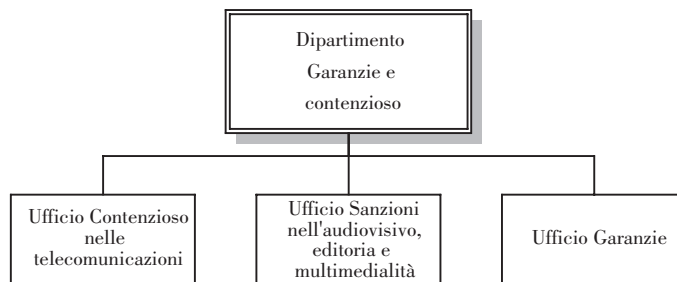 Dipartimento
Garanzie e
contenzioso
Ufficio Contenzioso
nelle
telecomunicazioni
Ufficio Sanzioni
nell'audiovisivo,
editoria e
multimedialità
Ufficio Garanzie